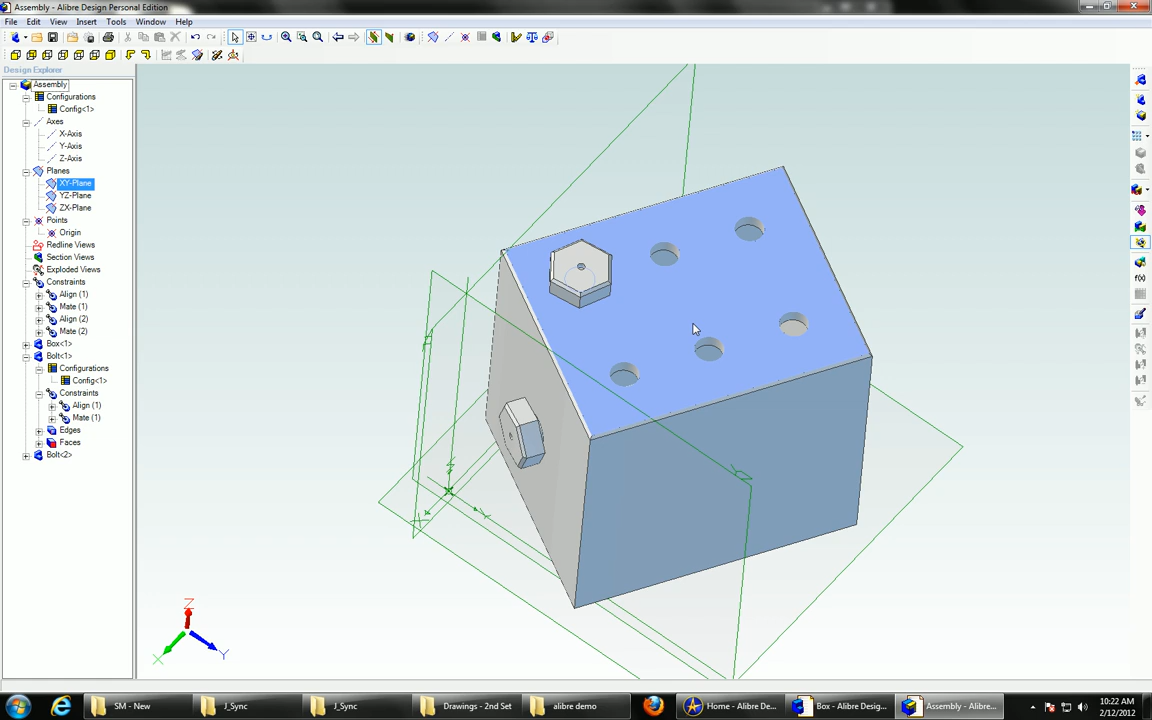 Assembly - Alibre Design Personal Edition
File Edit View Insert Tools Window Help
Design Explorer
Assembly
Configurations
Config<1>
Axes
X-Axis
Y-Axis
Z-Axis
Planes
XY-Plane
YZ-Plane
ZX-Plane
Points
Origin
Redline Views
Section Views
Exploded Views
Constraints
Align (1)
Mate (1)
Align (2)
Mate (2)
Box<1>
Bolt<1>
Configurations
Config<1>
Constraints
Align (1)
Mate (1)
Edges
Faces
Bolt<2>
f(x)
Z
X
Y
SM - New
J_Sync
J_Sync
Drawings - 2nd Set
alibre demo
Home - Alibre De...
Box - Alibre Desig...
Assembly - Alibre...
10:22 AM
2/12/2012